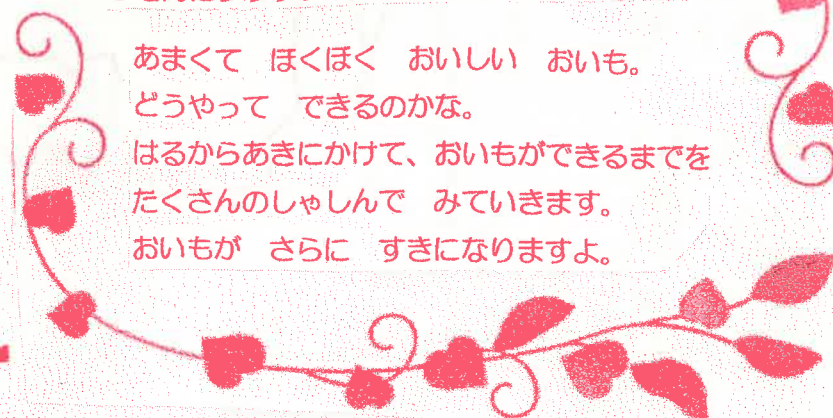 あまくて　ほくほく　おいしい　おいも。
どうやって　できるのかな。
はるからあきにかけて、おいもができるまでを
たくさんのしゃしんで　みていきます。
おいもが　さらに　すきになりますよ。